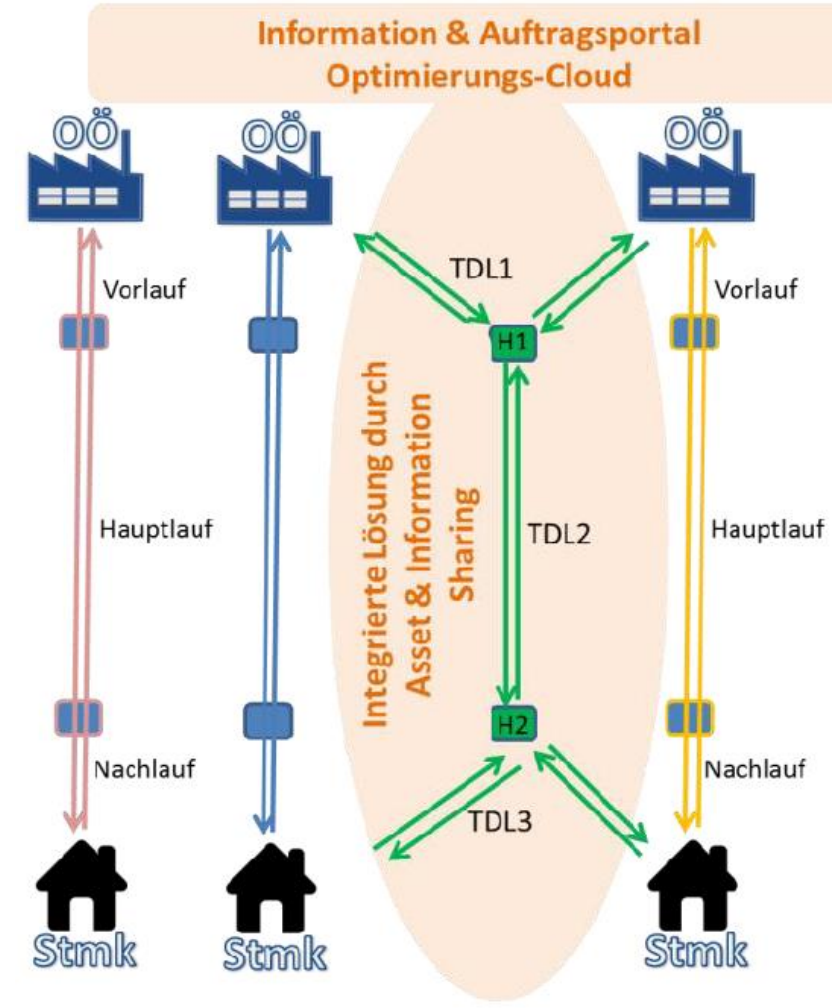 Information & Auftragsportal
Optimierungs-Cloud
OÖ
OÖ
OÖ
TDL1
Vorlauf
Vorlauf
H1
Integrierte Lösung durch
Asset & Information
Sharing
Hauptlauf
TDL2
Hauptlauf
H2
Nachlauf
Nachlauf
TDL3
Stmk
Stmk
Stmk